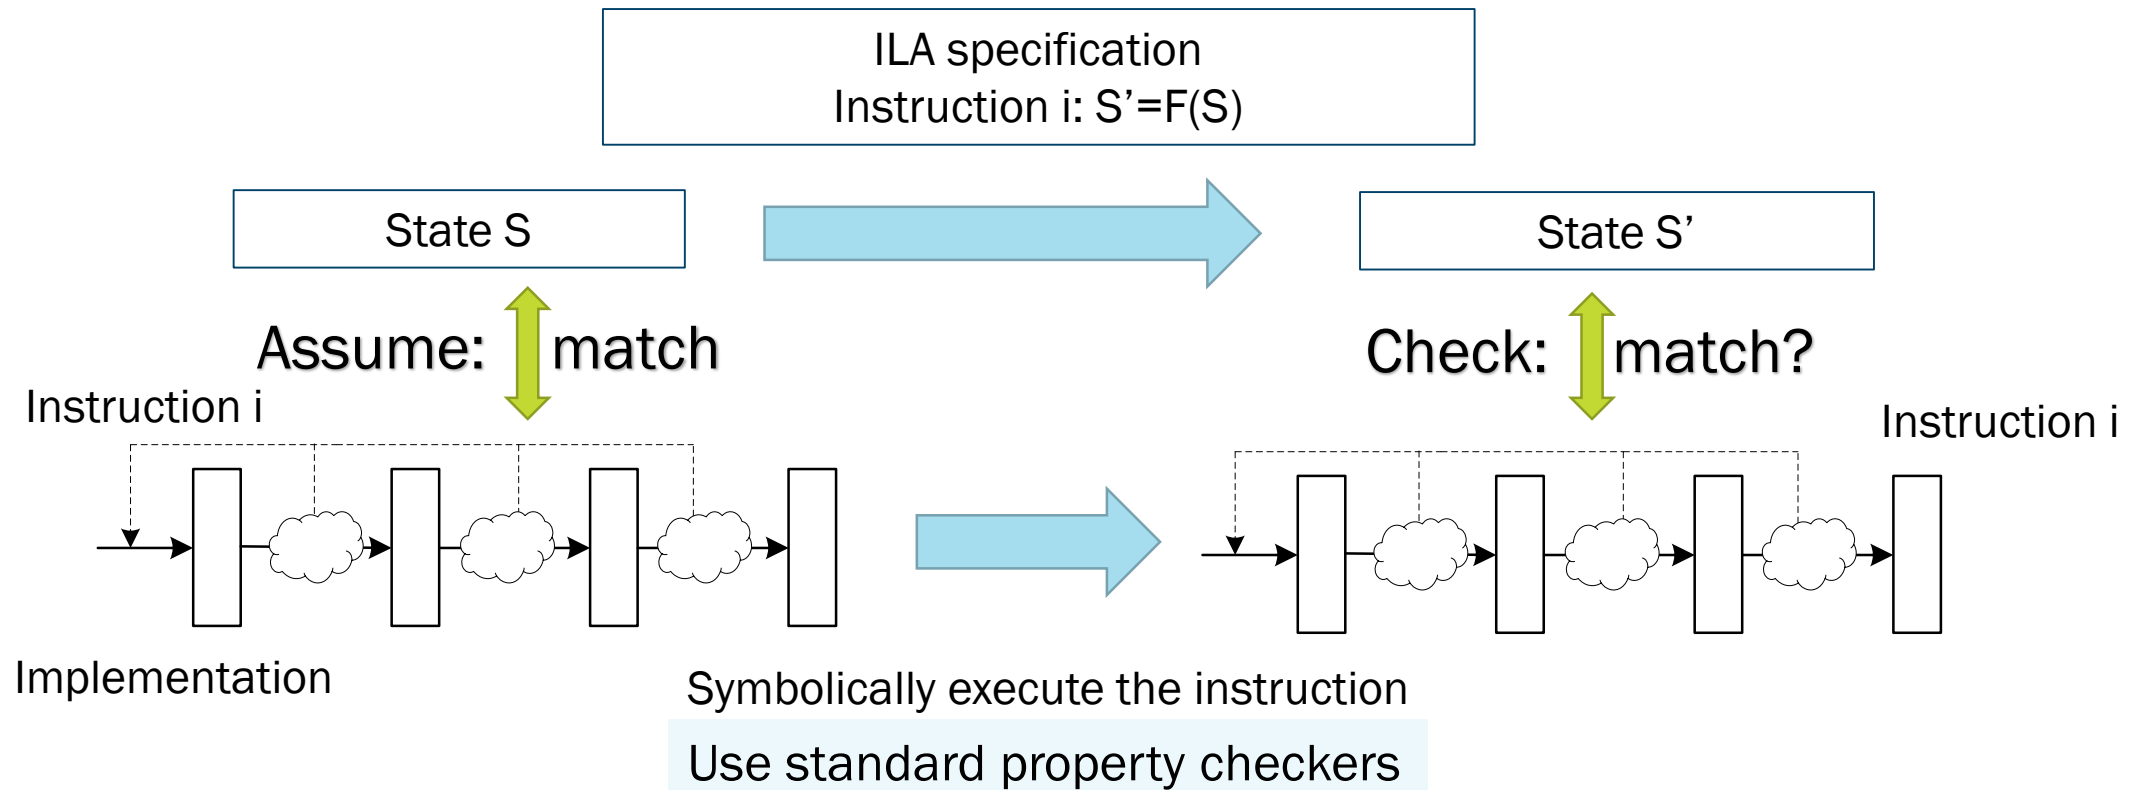 ILA specification
Instruction i: S’=F(S)
State S
State S’
Assume: match
Check: match?
Instruction i
Instruction i
Implementation
Symbolically execute the instruction
Use standard property checkers